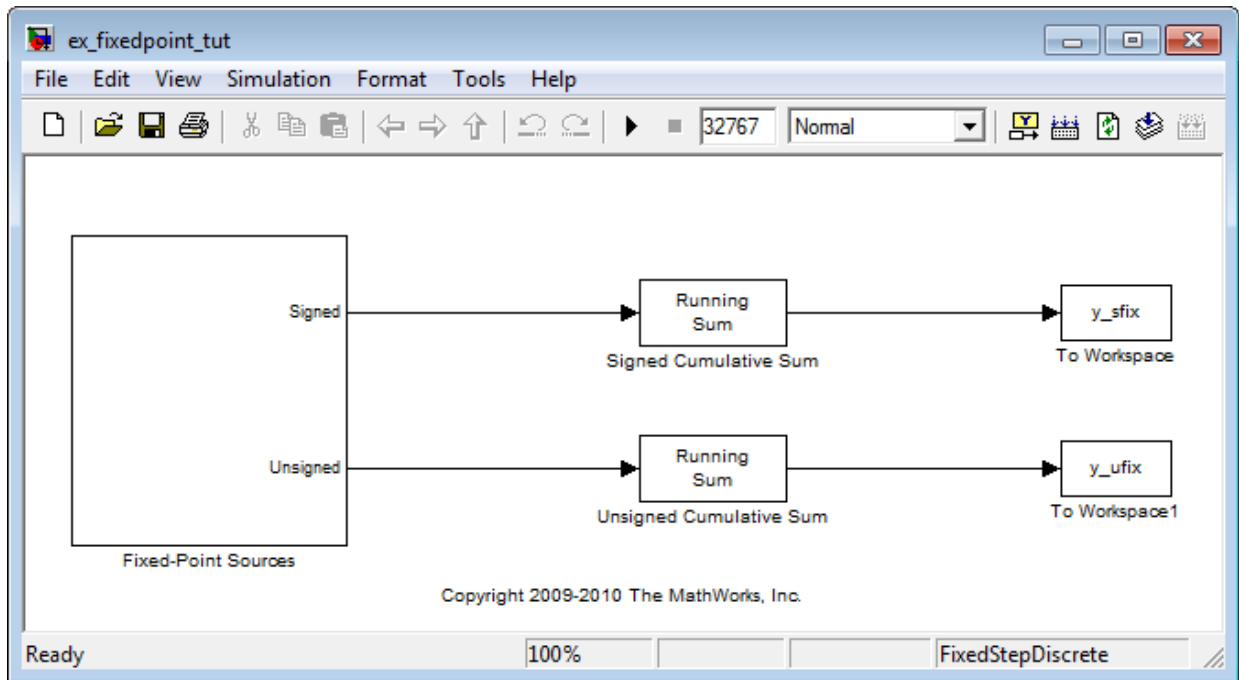 ex_fixedpoint_tut
File Edit View Simulation Format Tools Help
32767 Normal
Signed
Running
Sum
y_sfix
Signed Cumulative Sum
To Workspace
Unsigned
Running
Sum
y_ufix
Unsigned Cumulative Sum
To Workspace1
Fixed-Point Sources
Copyright 2009-2010 The MathWorks, Inc.
Ready 100% FixedStepDiscrete